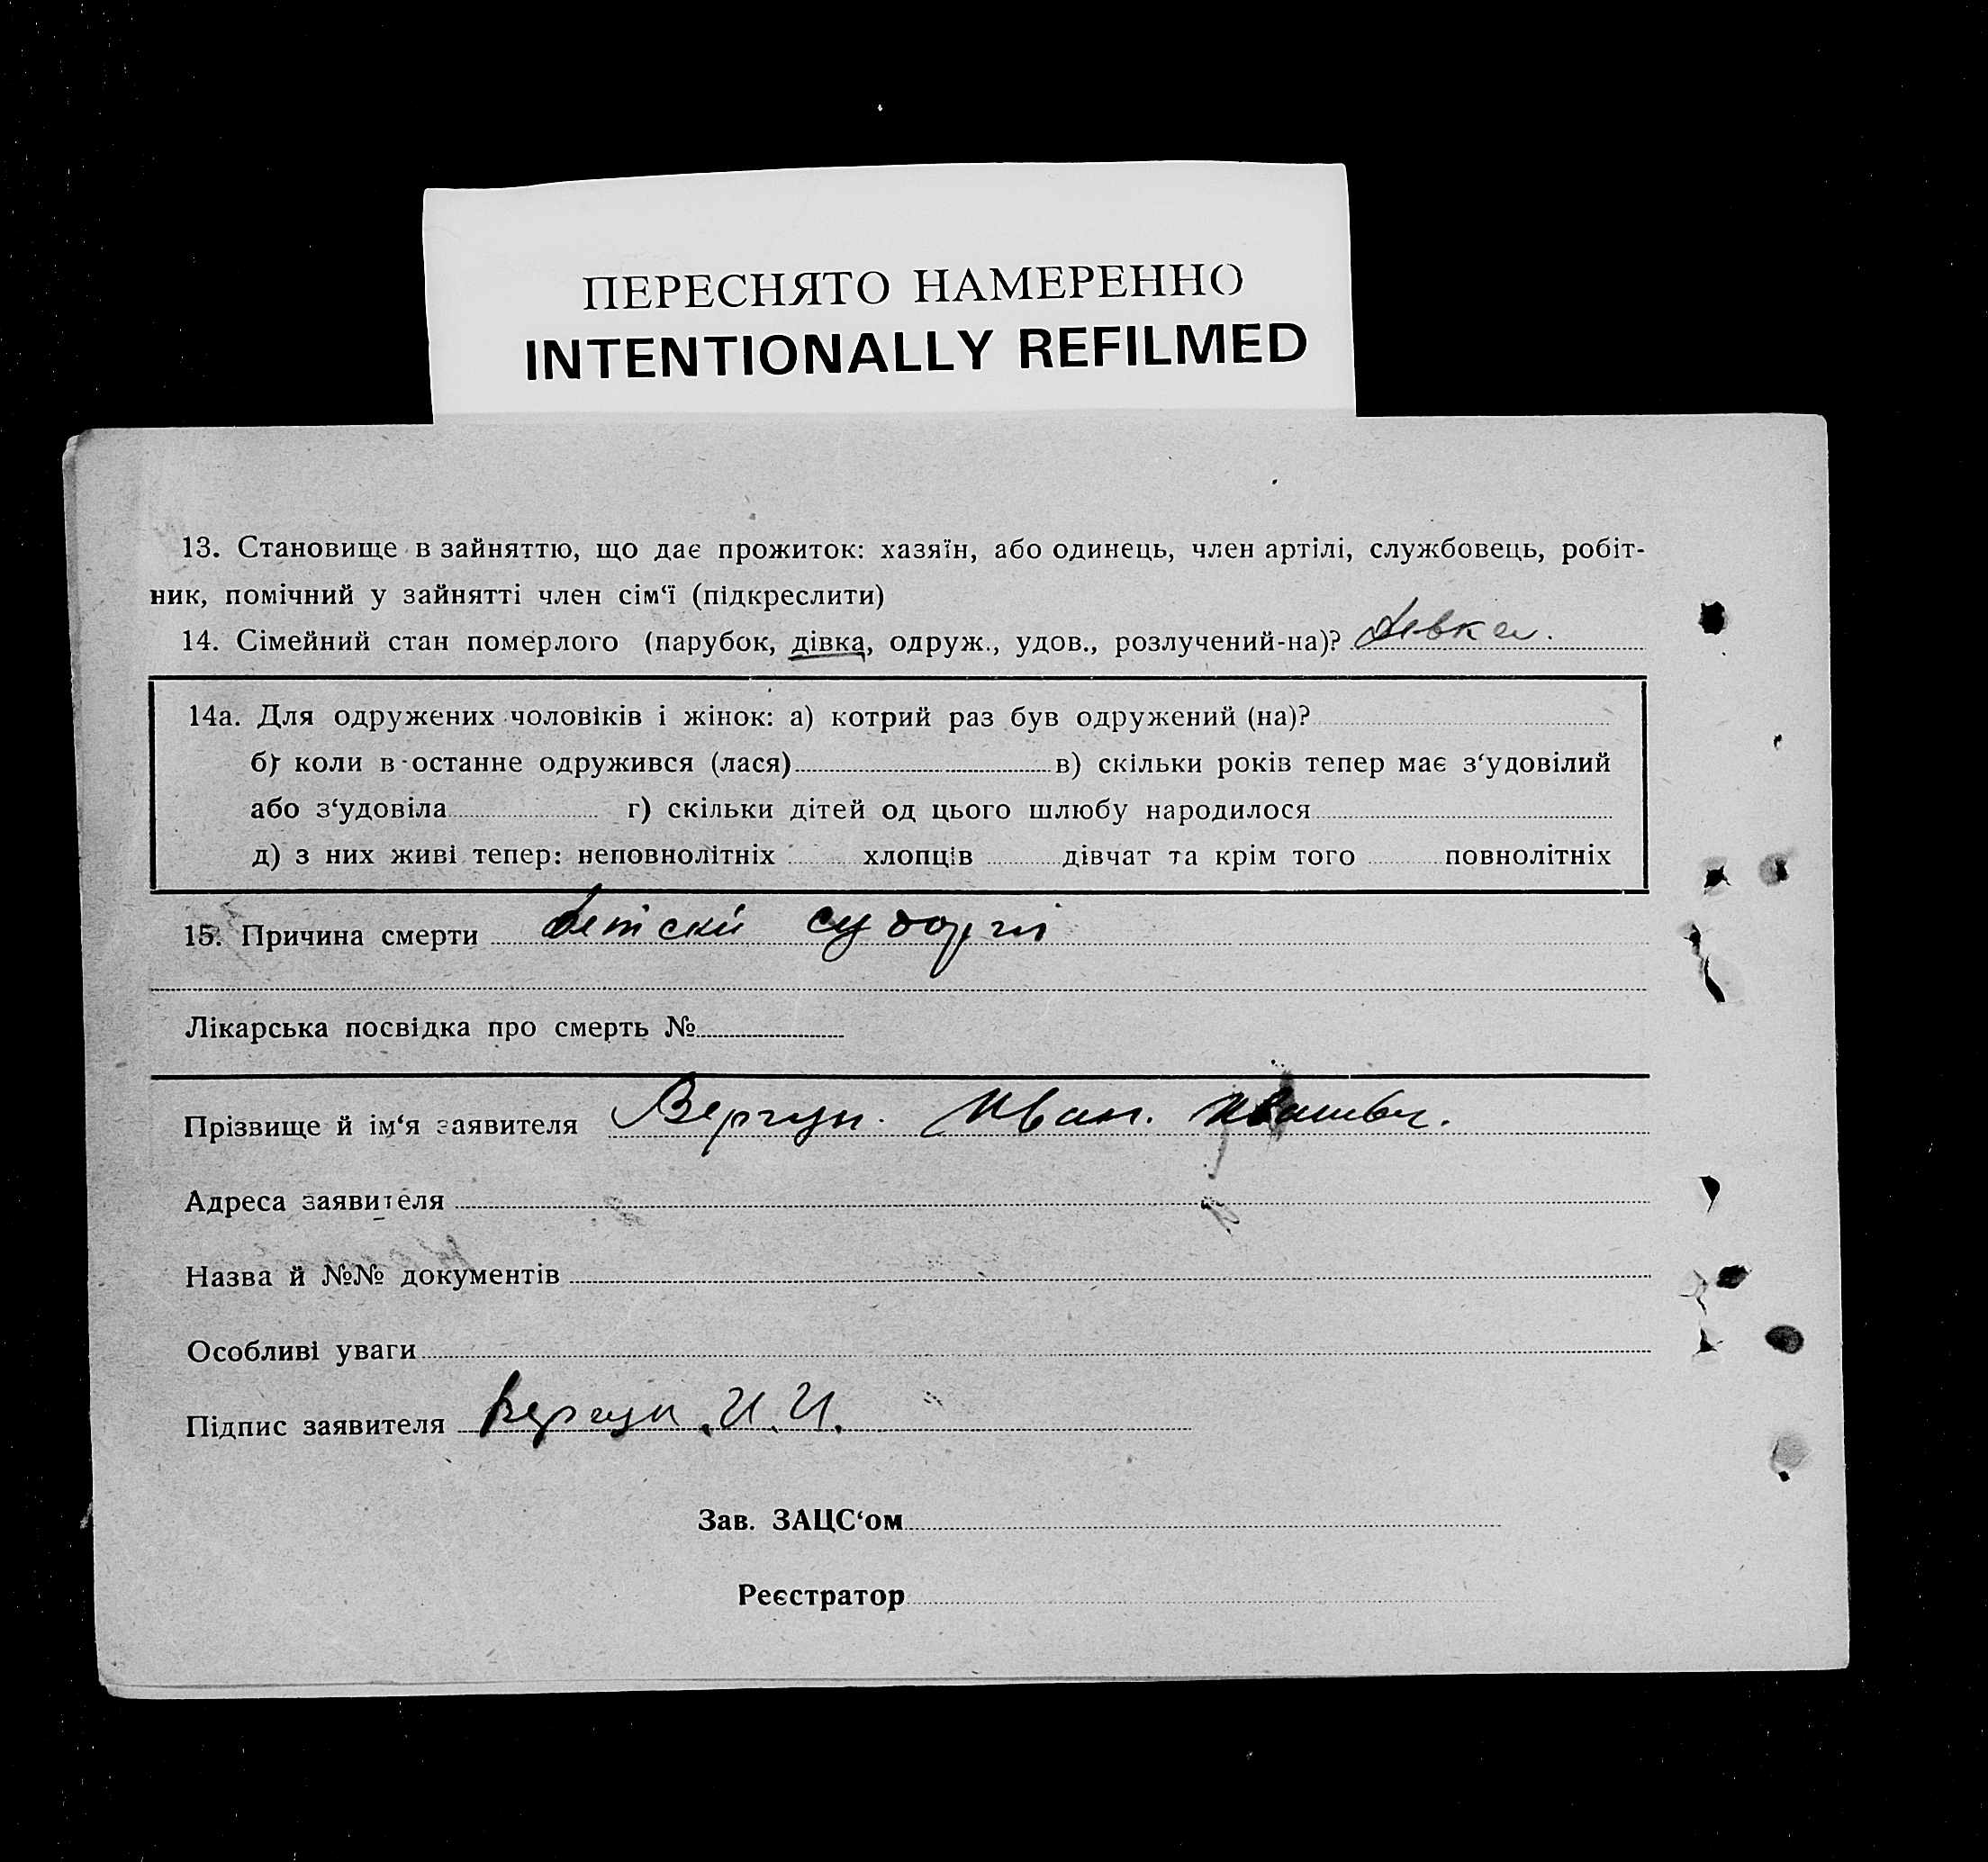 ПЕРЕСНЯТО НАМЕРЕННО
INTENTIONALLY REFILMED
13. Становище в зайняттю, що дає прожиток: хазяїн, або одинець, член артілі, службовець, робіт-
ник, помічний у зайнятті член сім‘ї (підкреслити)
14. Сімейний стан померлого (парубок, дівка, одруж., удов., розлучений-на)? Девка.
14а. Для одружених чоловіків і жінок: а) котрий раз був одружений (на)?
б) коли в останне одружився (лася) в) скільки років тепер має з‘удовілий
або з‘удовіла г) скільки дітей од цього шлюбу народилося
д) з них живі тепер: неповнолітніх хлопців дівчат та крім того повнолітніх
15. Причина смерти детски судорги
Лікарська посвідка про смерть №
Прізвище й ім‘я заявителя Вергун. Иван.
Адреса заявителя
Назва й №№ документів
Особливі уваги
Підпис заявителя Вергун И. И.
Зав. ЗАЦС‘ом
Реєстратор